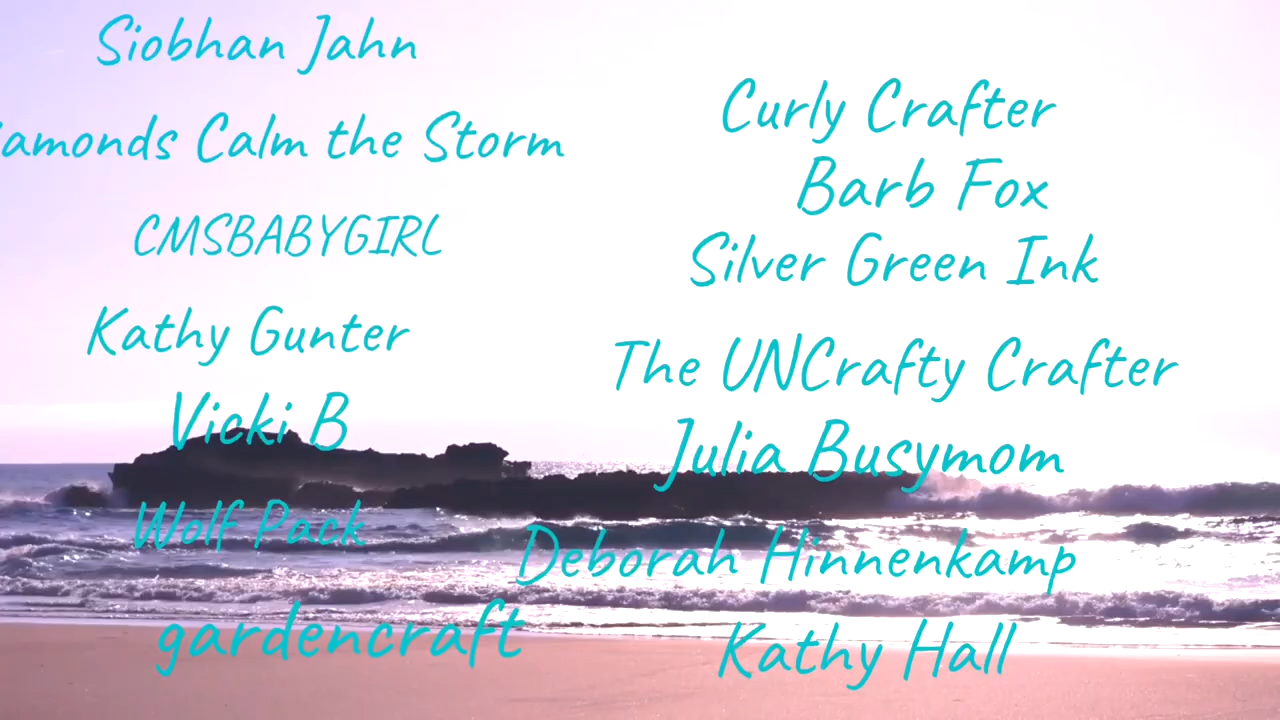 Siobhan Jahn
amonds Calm the Storm
CMSBABYGIRL
Kathy Gunter
Vicki B
Wolf Pack
gardencraft
Curly Crafter
Barb Fox
Silver Green Ink
The UNCrafty Crafter
Julia Busymom
Deborah Hinnenkamp
Kathy Hall